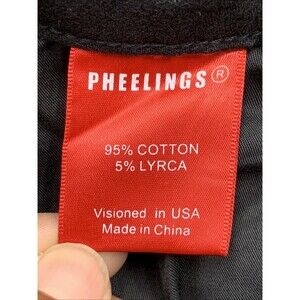 PHEELINGS®
95% COTTON
5% LYRCA
Visioned in USA
Made in China